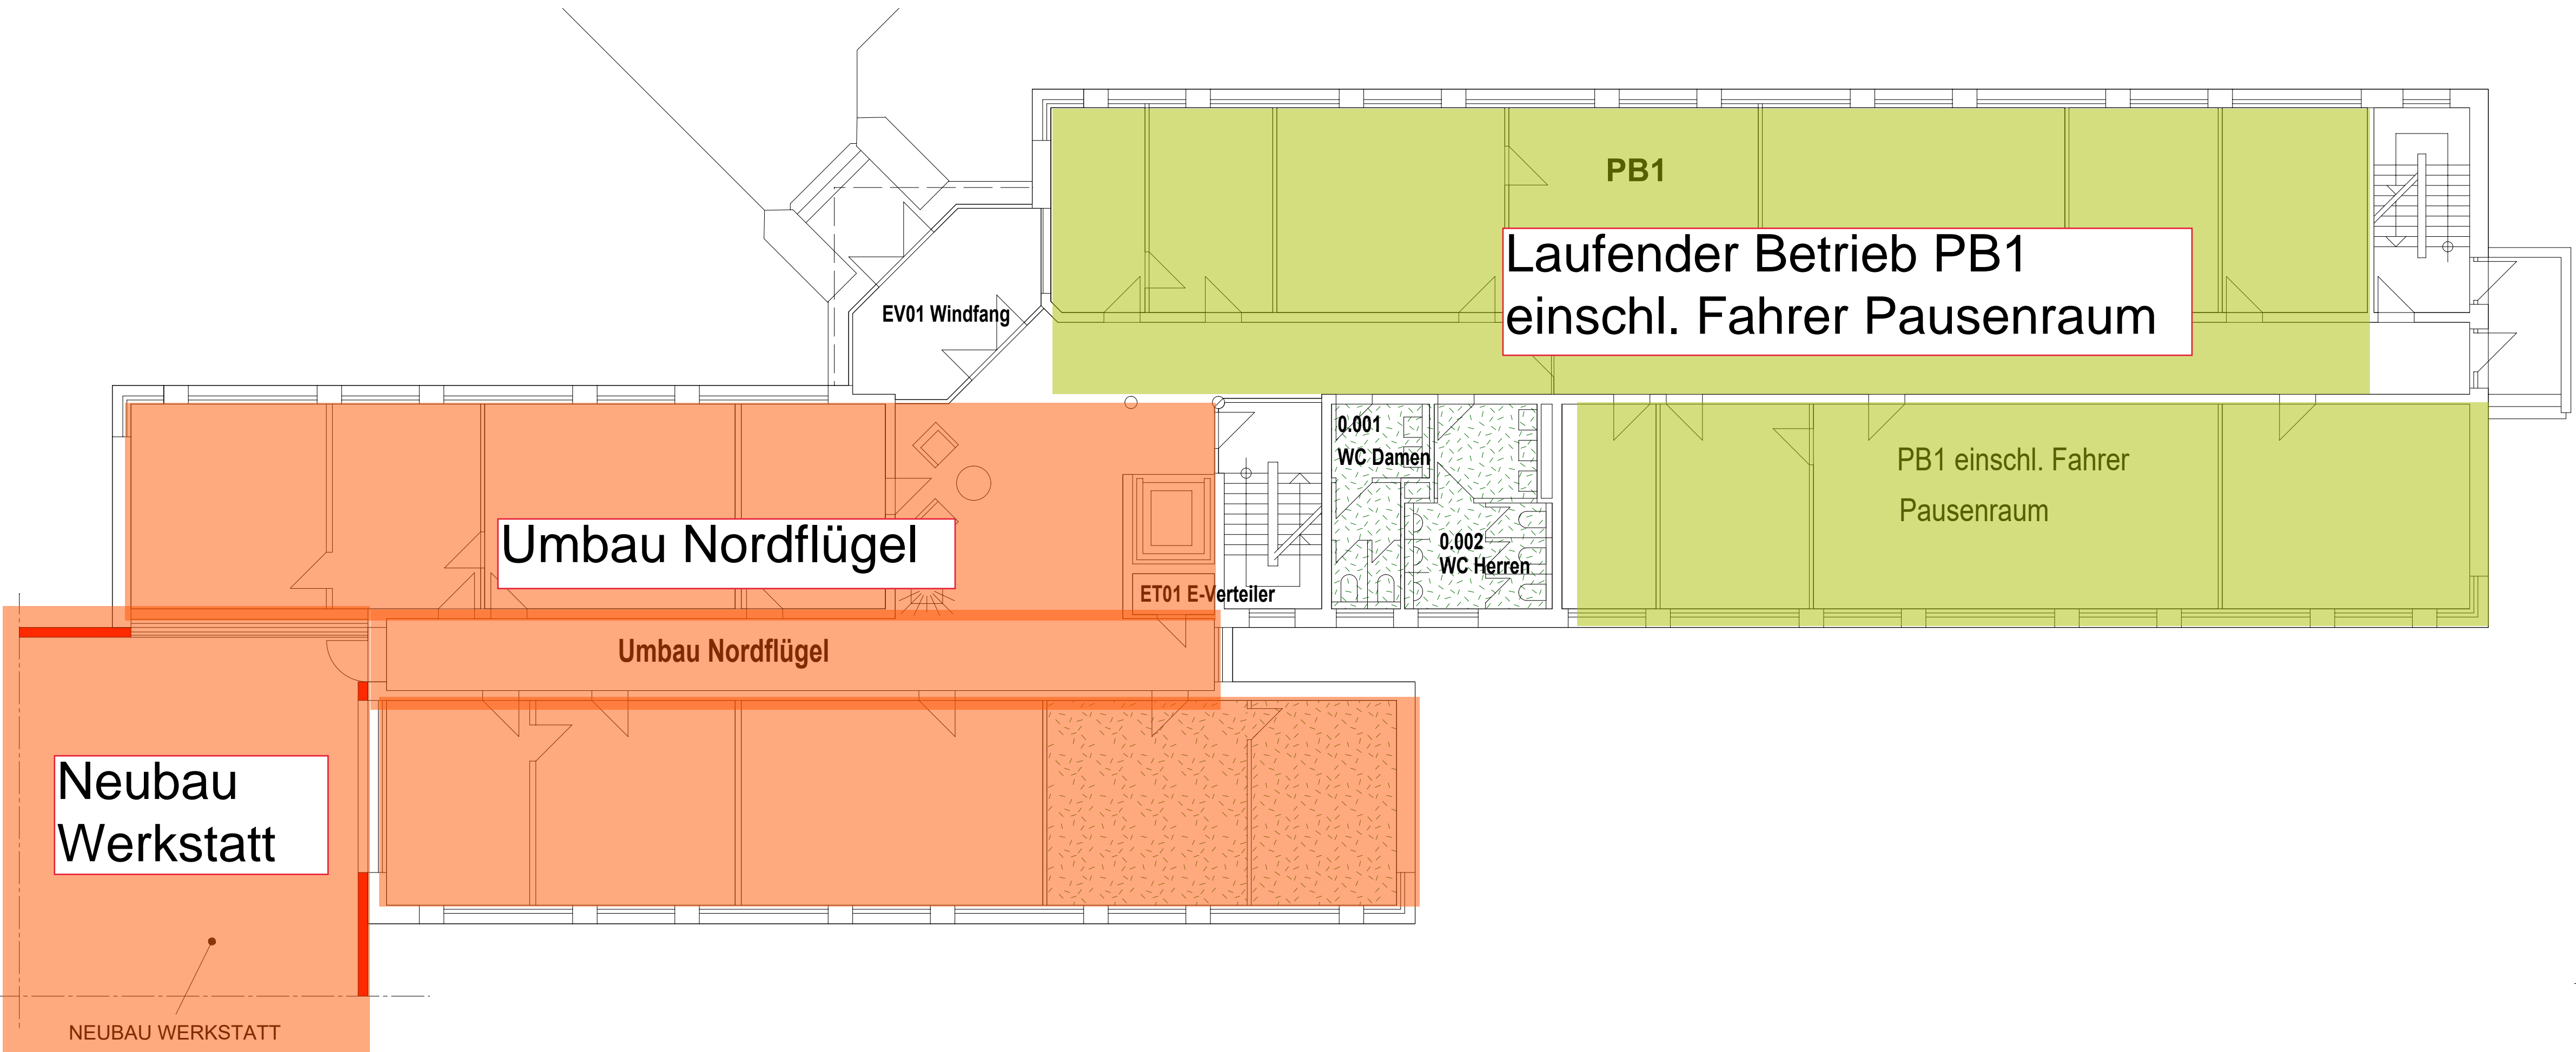 PB1
Laufender Betrieb PB1
einschl. Fahrer Pausenraum
EV01 Windfang
0.001
WC Damen
PB1 einschl. Fahrer
Pausenraum
Umbau Nordflügel
0.002
WC Herren
ET01 E-Verteiler
Umbau Nordflügel
Neubau
Werkstatt
NEUBAU WERKSTATT